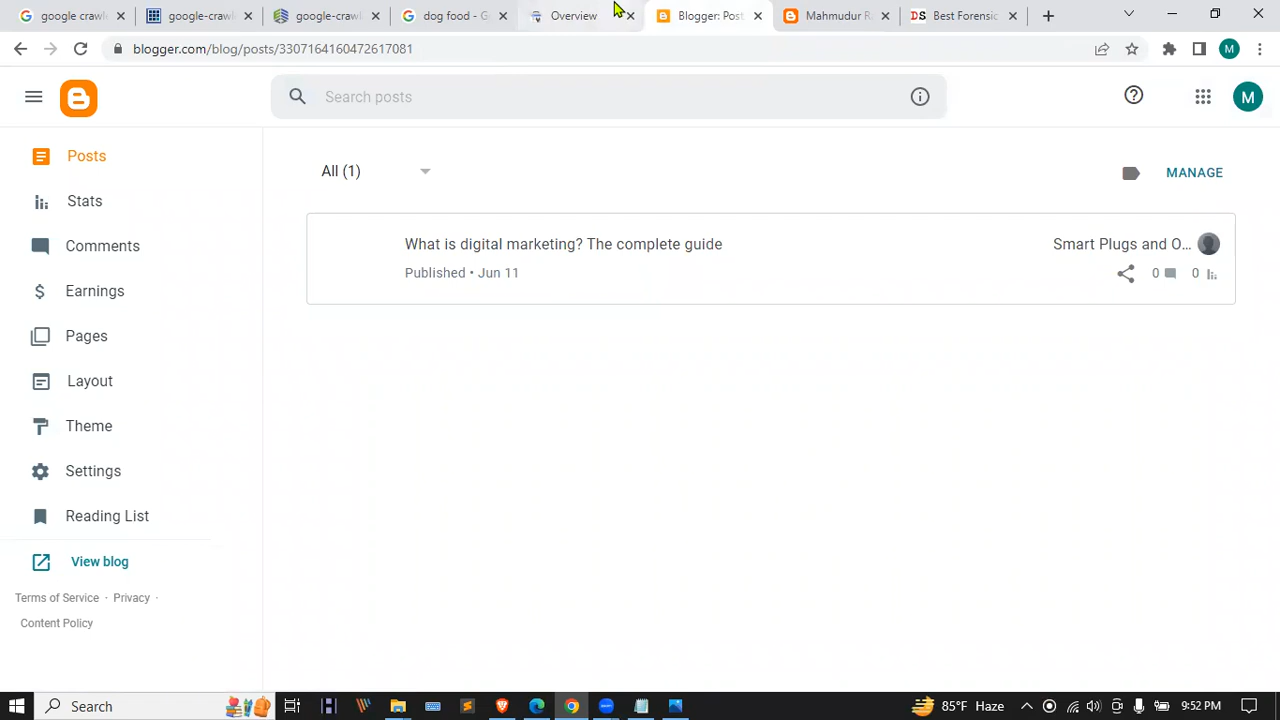 google crawle
google-crawl
google-crawl
dog food - G
Overview
Blogger: Post
Mahmudur R
Best Forensic
blogger.com/blog/posts/3307164160472617081
M
Search posts
M
Posts
Stats
Comments
Earnings
Pages
Layout
Theme
Settings
Reading List
View blog
Terms of Service · Privacy ·
Content Policy
All (1)
MANAGE
What is digital marketing? The complete guide
Smart Plugs and O...
Published • Jun 11
0
0
Search
85°F Haze
9:52 PM